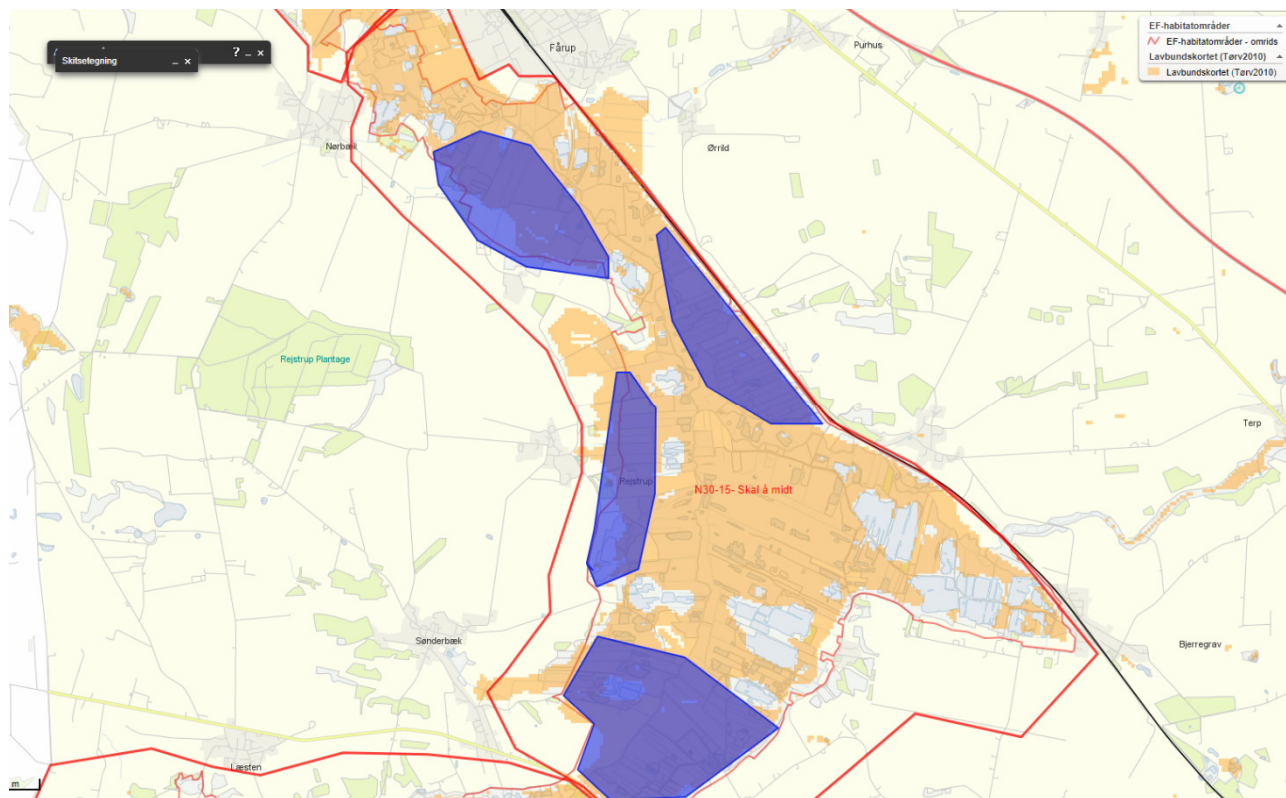 Skitsetegning
? _ x
_ x
EF-habitatområder
EF-habitatområder - omrids
Lavbundskortet (Tørv2010)
Lavbundskortet (Tørv2010)
Fårup
Purhus
Nørbæk
Ørrild
Rejstrup Plantage
Terp
Rejstrup
N30-15- Skal å midt
Sønderbæk
Bjerregrav
Læsten
m